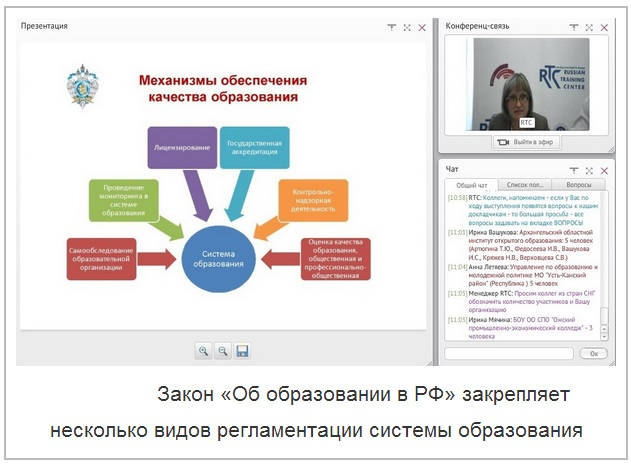 Презентация
Механизмы обеспечения
качества образования
Лицензирование
Государственная
аккредитация
Проведение
мониторинга в
системе
образования
Контрольно-
надзорная
деятельность
Самообследование
образовательной
организации
Система
образования
Оценка качества
образования,
общественная и
профессионально-
общественная
Конференц-связь
RTC RUSSIAN
TRAINING
CENTER
RTC
Выйти в эфир
Чат
Общий чат Список пол... Вопросы
[10:58] RTC: Коллеги, напоминаем - если у Вас по
ходу выступления появятся вопросы к нашим
докладчикам - то большая просьба - все
вопросы задавать на вкладке ВОПРОСЫ
[11:01] Ирина Вашукова: Архангельский областной
институт открытого образования: 5 человек
(Артюгина Т.Ю., Федосеева И.В., Вашукова
И.С., Кряжев Н.В., Верховцева С.В.)
[11:04] Анна Летяева: Управление по образованию и
молодежной политике МО "Усть-Канский
район" (Республика ) 5 человек
[11:05] Менеджер RTC: Просим коллег из стран СНГ
обозначить количество участников и Вашу
организацию
[11:05] Ирина Мячина: БОУ ОО СПО "Омский
промышленно-экономический колледж" - 3
человека
Ок
Закон «Об образовании в РФ» закрепляет
несколько видов регламентации системы образования